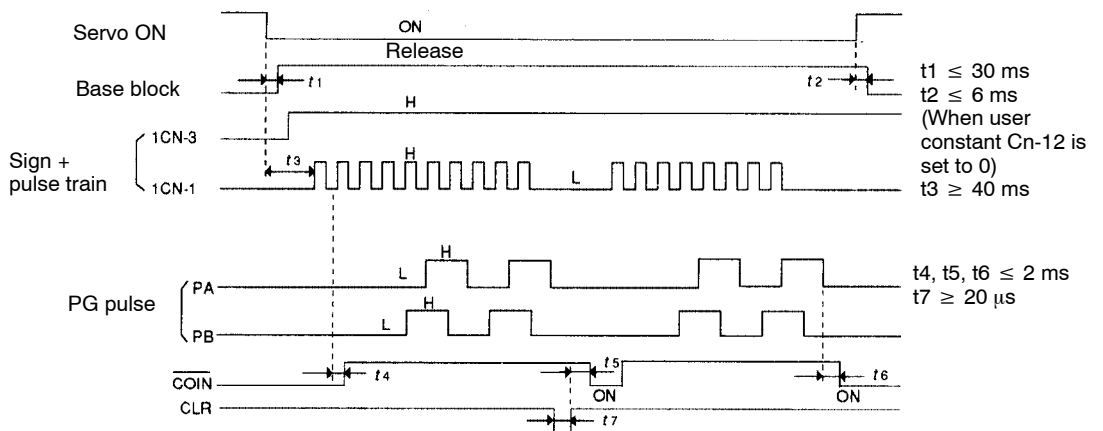 Servo ON
ON
Release
Base block
t1
t2
t1 ≤ 30 ms
t2 ≤ 6 ms
(When user
constant Cn-12 is
set to 0)
t3 ≥ 40 ms
Sign +
pulse train
1CN-3
H
t3
1CN-1
H
L
PG pulse
PA
L
H
PB
L
H
t4, t5, t6 ≤ 2 ms
t7 ≥ 20 μs
COIN
t4
t5
ON
t6
ON
CLR
t7